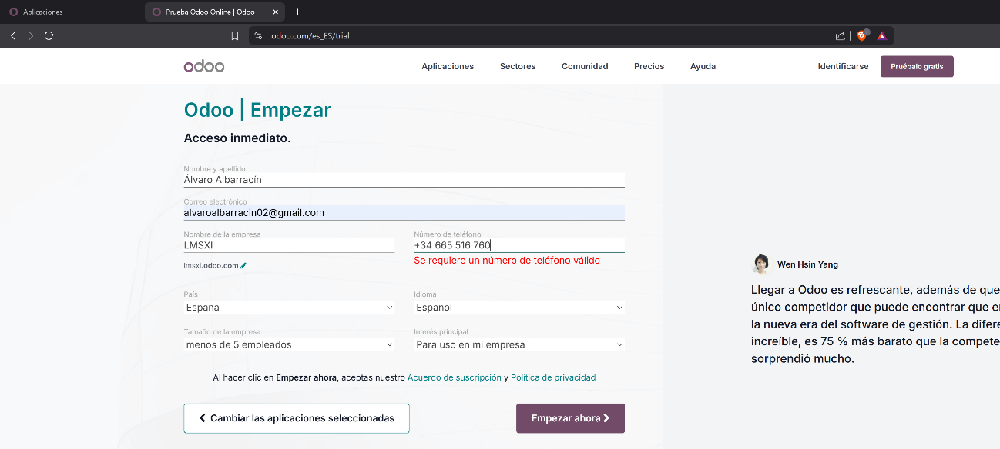 Aplicaciones
Prueba Odoo Online | Odoo
odoo.com/es_ES/trial
1
odoo
Aplicaciones Sectores Comunidad Precios Ayuda Identificarse Pruébalo gratis
Odoo | Empezar
Acceso inmediato.
Nombre y apellido
Álvaro Albarracín
Correo electrónico
alvaroalbarracin02@gmail.com
Nombre de la empresa Número de teléfono
LMSXI +34 665 516 760
Se requiere un número de teléfono válido
lmsxi.odoo.com
País Idioma
España Español
Tamaño de la empresa Interés principal
menos de 5 empleados Para uso en mi empresa
Al hacer clic en Empezar ahora, aceptas nuestro Acuerdo de suscripción y Política de privacidad
Cambiar las aplicaciones seleccionadas Empezar ahora
Wen Hsin Yang
Llegar a Odoo es refrescante, además de que
único competidor que puede encontrar que e
la nueva era del software de gestión. La difere
increíble, es 75 % más barato que la compete
sorprendió mucho.